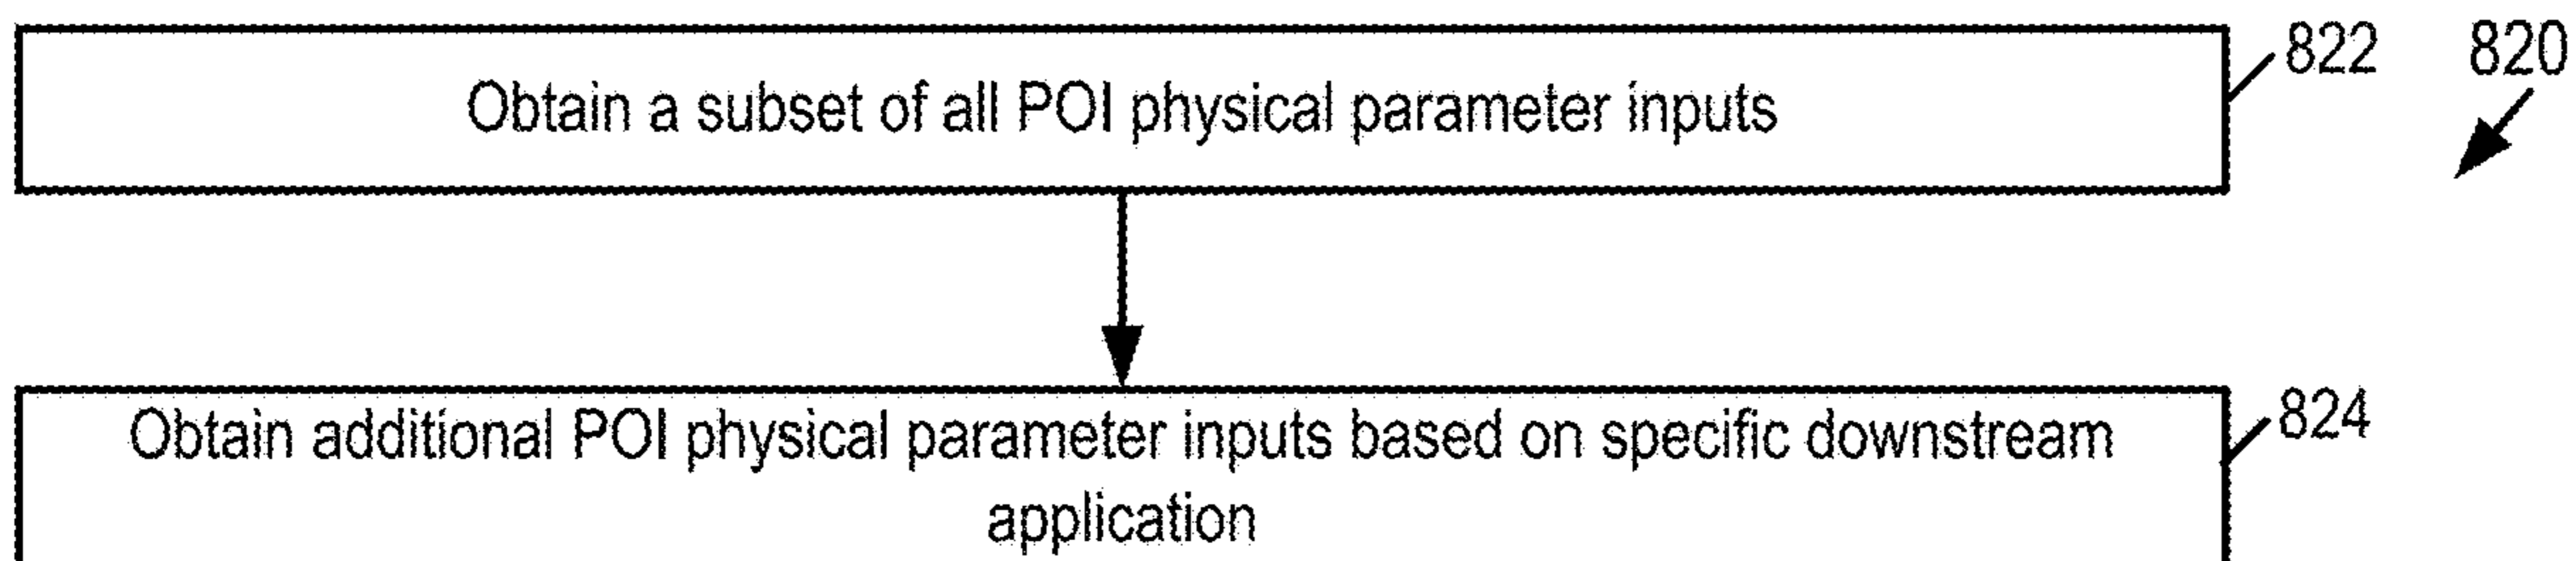 Obtain a subset of all POI physical parameter inputs
822
820
Obtain additional POI physical parameter inputs based on specific downstream
application
824